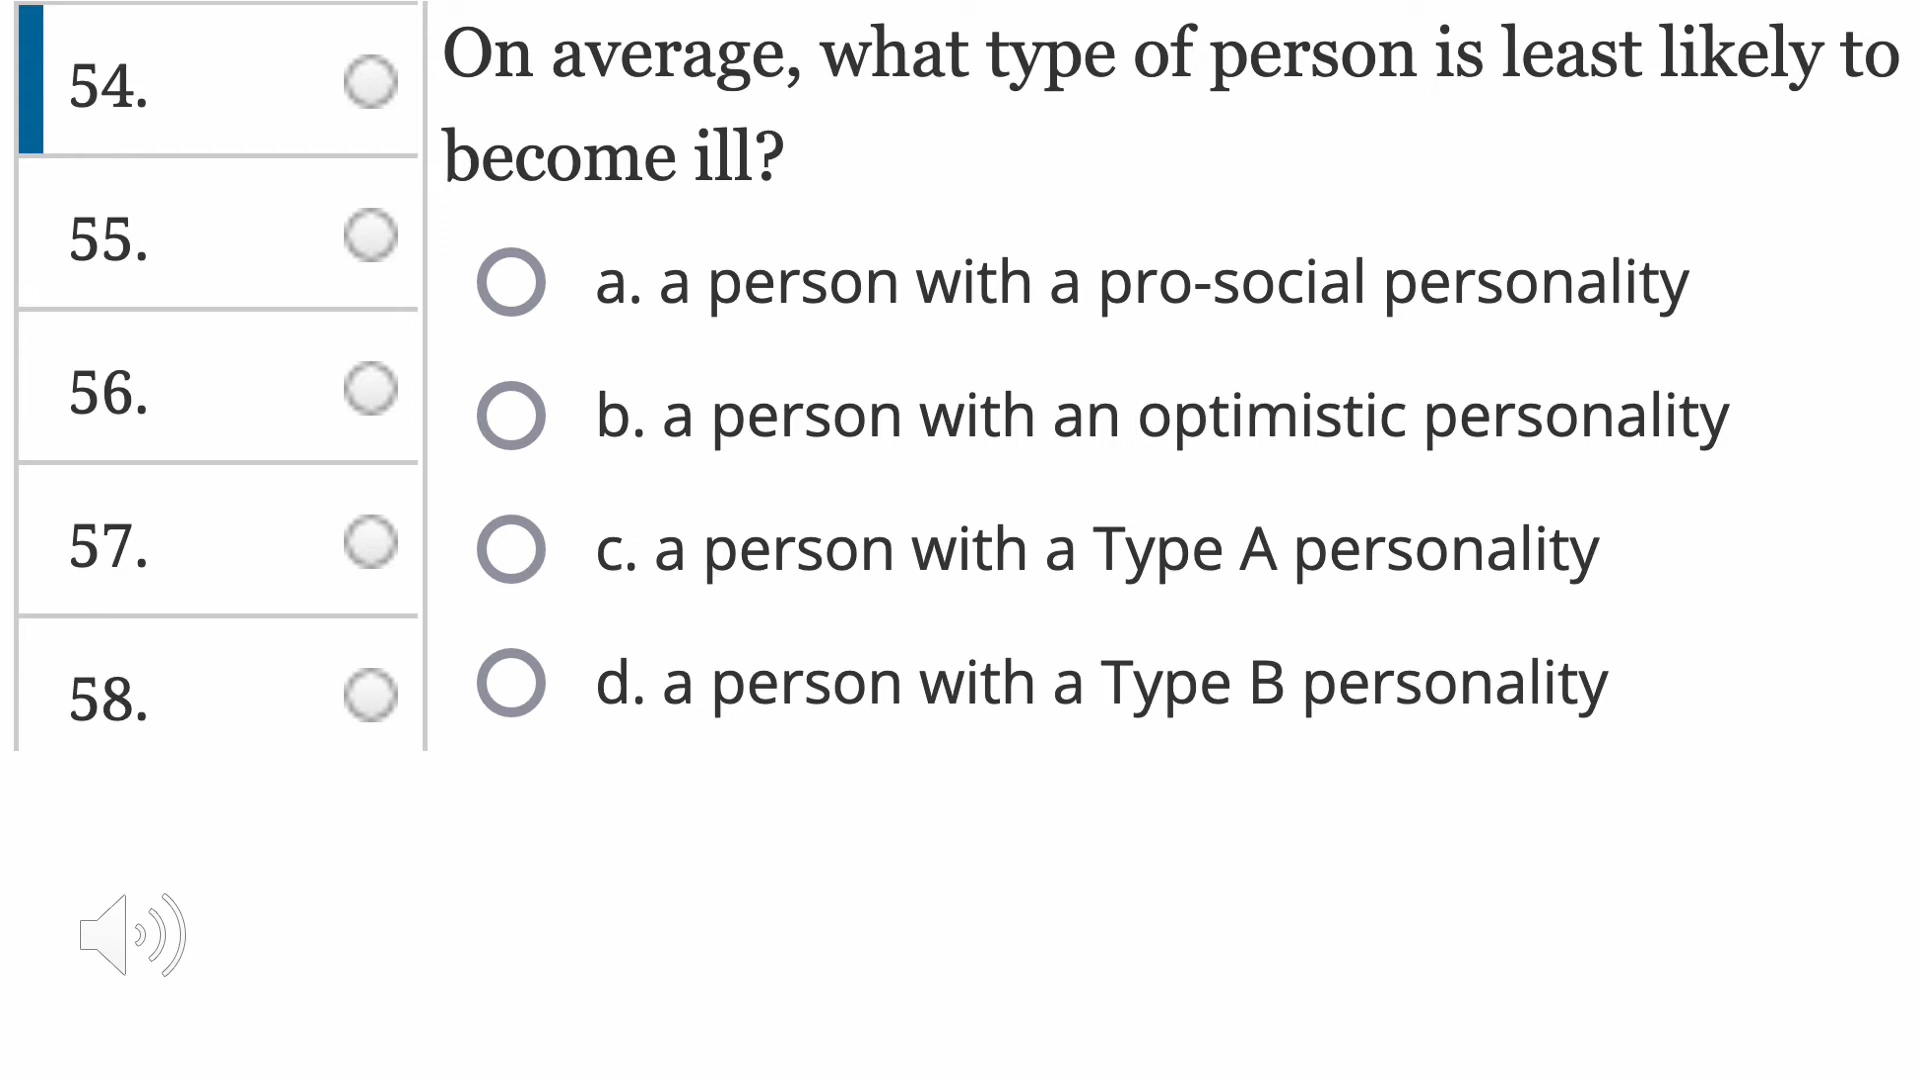 54.
55.
56.
57.
58.
On average, what type of person is least likely to
become ill?
a. a person with a pro-social personality
b. a person with an optimistic personality
c. a person with a Type A personality
d. a person with a Type B personality